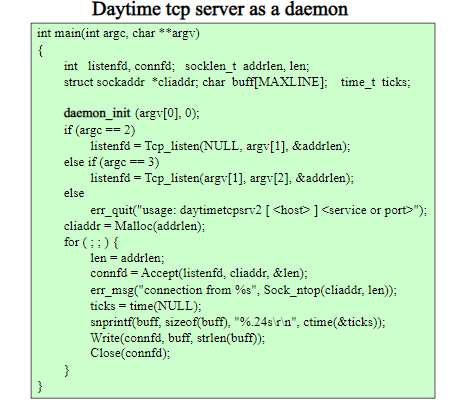 Daytime tcp server as a daemon
int main(int argc, char **argv)
{
int listenfd, connfd; socklen_t addrlen, len;
struct sockaddr *cliaddr; char buff[MAXLINE]; time_t ticks;
daemon_init (argv[0], 0);
if (argc == 2)
listenfd = Tcp_listen(NULL, argv[1], &addrlen);
else if (argc == 3)
listenfd = Tcp_listen(argv[1], argv[2], &addrlen);
else
err_quit("usage: daytimetcpsrv2 [ <host> ] <service or port>");
cliaddr = Malloc(addrlen);
for ( ; ; ) {
len = addrlen;
connfd = Accept(listenfd, cliaddr, &len);
err_msg("connection from %s", Sock_ntop(cliaddr, len));
ticks = time(NULL);
snprintf(buff, sizeof(buff), "%.24s\r\n", ctime(&ticks));
Write(connfd, buff, strlen(buff));
Close(connfd);
}
}